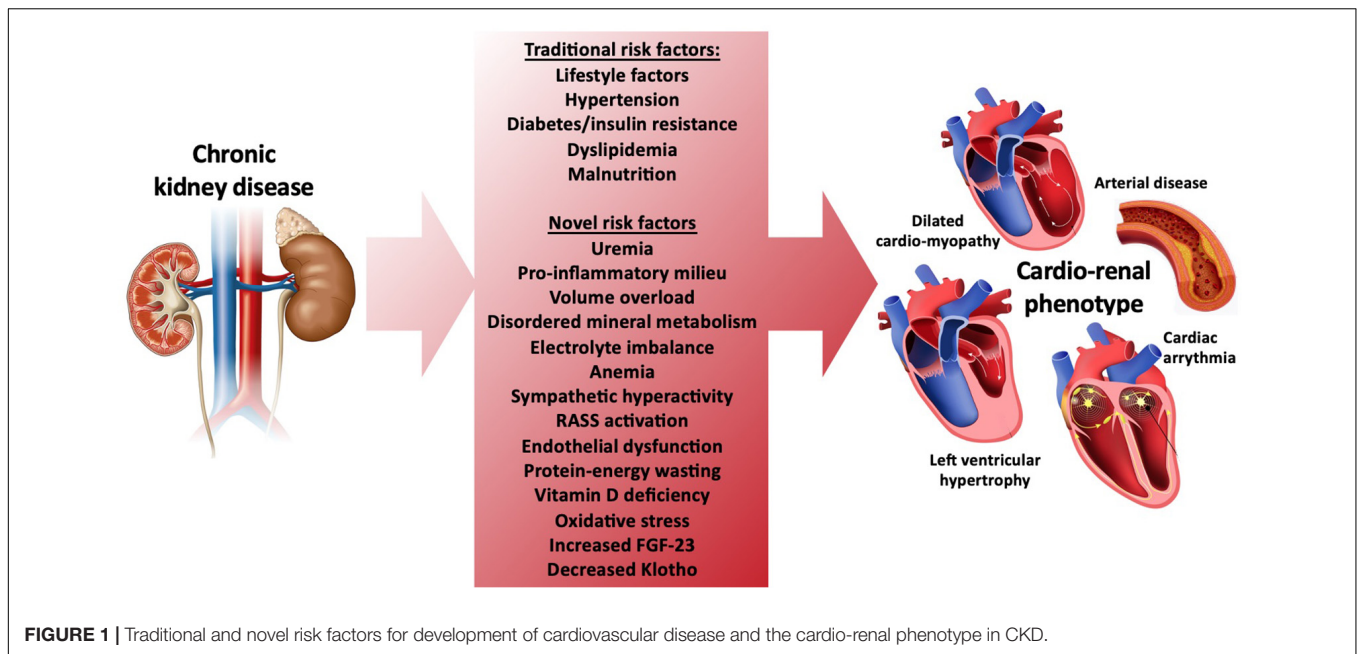 Chronic
kidney disease
Traditional risk factors:
Lifestyle factors
Hypertension
Diabetes/insulin resistance
Dyslipidemia
Malnutrition
Novel risk factors
Uremia
Pro-inflammatory milieu
Volume overload
Disordered mineral metabolism
Electrolyte imbalance
Anemia
Sympathetic hyperactivity
RASS activation
Endothelial dysfunction
Protein-energy wasting
Vitamin D deficiency
Oxidative stress
Increased FGF-23
Decreased Klotho
Dilated
cardio-myopathy
Arterial disease
Cardio-renal
phenotype
Left ventricular
hypertrophy
Cardiac
arrythmia
FIGURE 1 | Traditional and novel risk factors for development of cardiovascular disease and the cardio-renal phenotype in CKD.